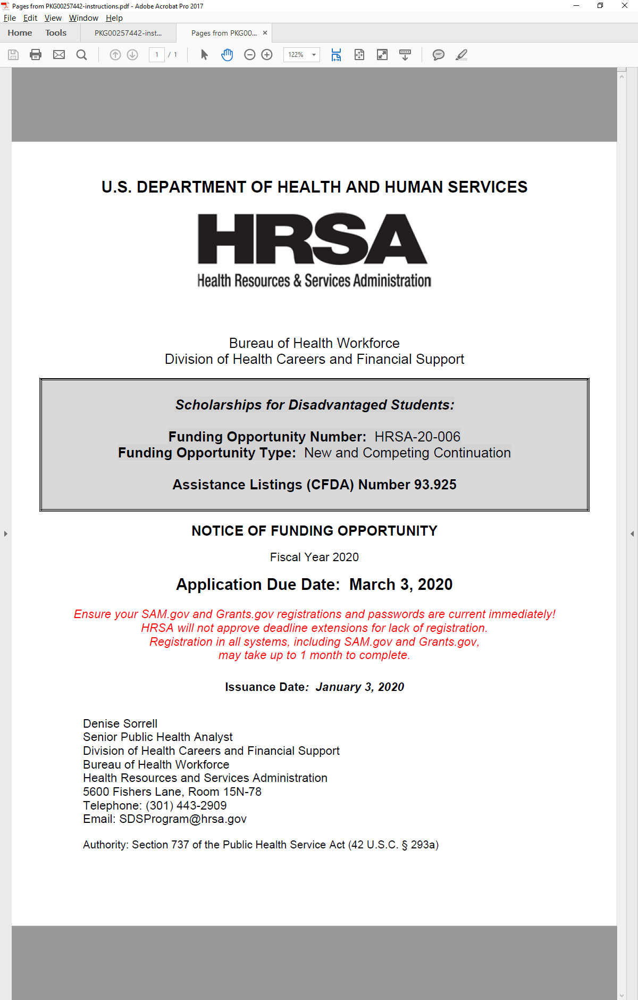 Pages from PKG00257442-instructions.pdf - Adobe Acrobat Pro 2017
File Edit View Window Help
Home Tools PKG00257442-inst... Pages from PKG00... ×
1 / 1 122%
U.S. DEPARTMENT OF HEALTH AND HUMAN SERVICES
HRSA
Health Resources & Services Administration
Bureau of Health Workforce
Division of Health Careers and Financial Support
Scholarships for Disadvantaged Students:
Funding Opportunity Number: HRSA-20-006
Funding Opportunity Type: New and Competing Continuation
Assistance Listings (CFDA) Number 93.925
NOTICE OF FUNDING OPPORTUNITY
Fiscal Year 2020
Application Due Date: March 3, 2020
Ensure your SAM.gov and Grants.gov registrations and passwords are current immediately!
HRSA will not approve deadline extensions for lack of registration.
Registration in all systems, including SAM.gov and Grants.gov,
may take up to 1 month to complete.
Issuance Date: January 3, 2020
Denise Sorrell
Senior Public Health Analyst
Division of Health Careers and Financial Support
Bureau of Health Workforce
Health Resources and Services Administration
5600 Fishers Lane, Room 15N-78
Telephone: (301) 443-2909
Email: SDSProgram@hrsa.gov
Authority: Section 737 of the Public Health Service Act (42 U.S.C. § 293a)